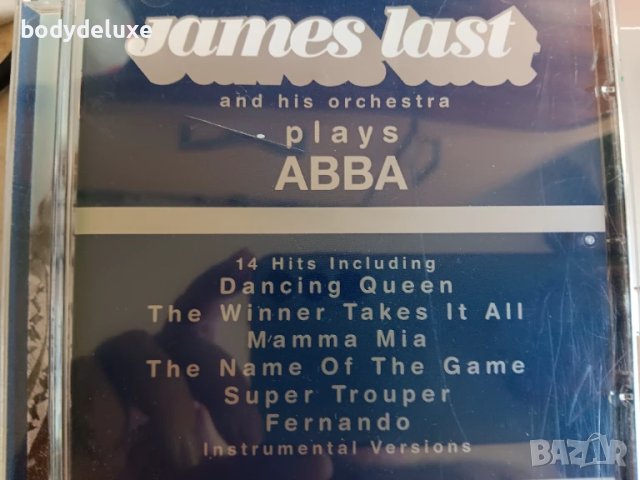 bodydeluxe
james last
and his orchestra
plays
ABBA
14 Hits Including
Dancing Queen
The Winner Takes It All
Mamma Mia
The Name Of The Game
Super Trouper
Fernando
Instrumental Versions
BAZAR